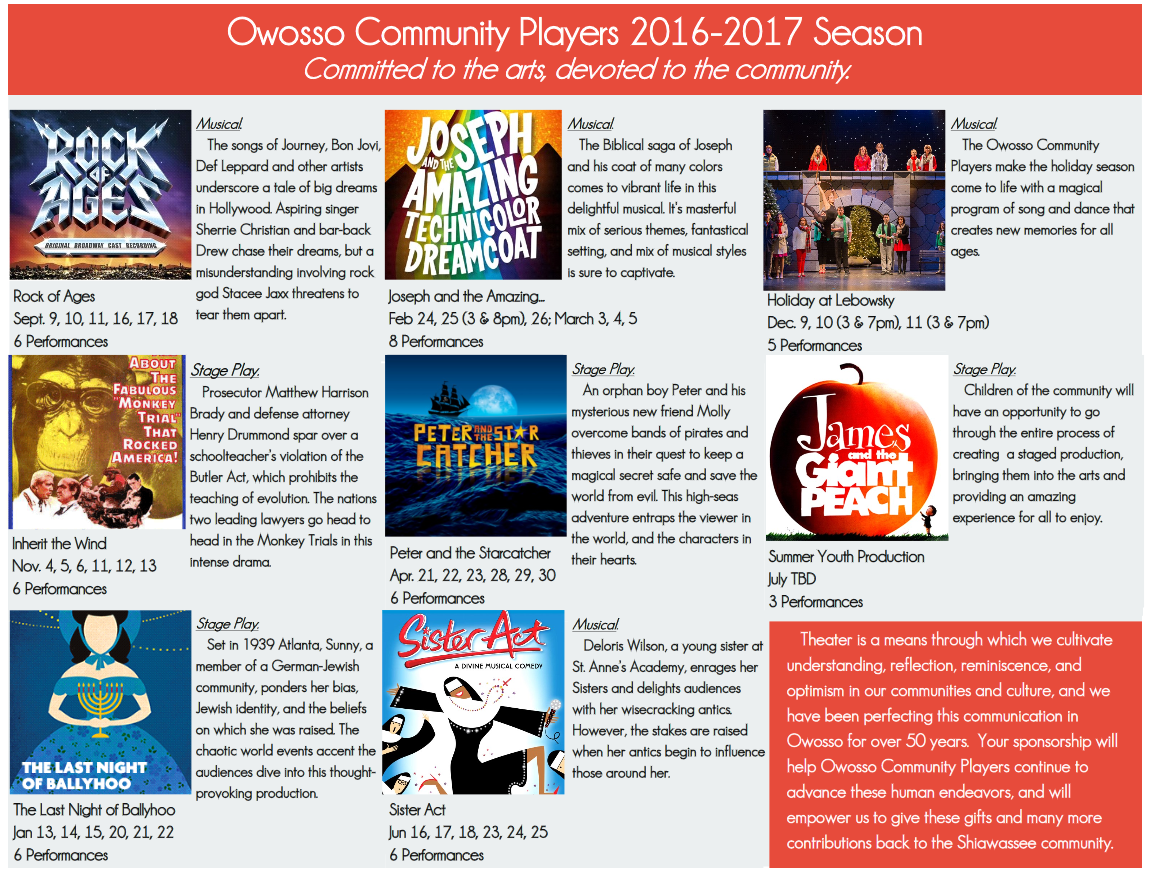 Owosso Community Players 2016-2017 Season
Committed to the arts, devoted to the community.
ROCK
OF
AGES
ORIGINAL BROADWAY CAST RECORDING
Rock of Ages
Sept. 9, 10, 11, 16, 17, 18
6 Performances
Musical.
The songs of Journey, Bon Jovi,
Def Leppard and other artists
underscore a tale of big dreams
in Hollywood. Aspiring singer
Sherrie Christian and bar-back
Drew chase their dreams, but a
misunderstanding involving rock
god Stacee Jaxx threatens to
tear them apart.
JOSEPH
AND THE
AMAZING
TECHNICOLOR
DREAMCOAT
Joseph and the Amazing...
Feb 24, 25 (3 & 8pm), 26; March 3, 4, 5
8 Performances
Musical.
The Biblical saga of Joseph
and his coat of many colors
comes to vibrant life in this
delightful musical. It's masterful
mix of serious themes, fantastical
setting, and mix of musical styles
is sure to captivate.
Holiday at Lebowsky
Dec. 9, 10 (3 & 7pm), 11 (3 & 7pm)
5 Performances
Musical.
The Owosso Community
Players make the holiday season
come to life with a magical
program of song and dance that
creates new memories for all
ages.
ABOUT
THE
FABULOUS
"MONKEY
TRIAL"
THAT
ROCKED
AMERICA!
Inherit the Wind
Nov. 4, 5, 6, 11, 12, 13
6 Performances
Stage Play.
Prosecutor Matthew Harrison
Brady and defense attorney
Henry Drummond spar over a
schoolteacher's violation of the
Butler Act, which prohibits the
teaching of evolution. The nations
two leading lawyers go head to
head in the Monkey Trials in this
intense drama.
PETER AND THE STAR
CATCHER
Peter and the Starcatcher
Apr. 21, 22, 23, 28, 29, 30
6 Performances
Stage Play.
An orphan boy Peter and his
mysterious new friend Molly
overcome bands of pirates and
thieves in their quest to keep a
magical secret safe and save the
world from evil. This high-seas
adventure entraps the viewer in
the world, and the characters in
their hearts.
James
and the
Giant
PEACH
Summer Youth Production
July TBD
3 Performances
Stage Play.
Children of the community will
have an opportunity to go
through the entire process of
creating a staged production,
bringing them into the arts and
providing an amazing
experience for all to enjoy.
THE LAST NIGHT
OF BALLYHOO
The Last Night of Ballyhoo
Jan 13, 14, 15, 20, 21, 22
6 Performances
Stage Play.
Set in 1939 Atlanta, Sunny, a
member of a German-Jewish
community, ponders her bias,
Jewish identity, and the beliefs
on which she was raised. The
chaotic world events accent the
audiences dive into this thought-
provoking production.
Sister Act
A DIVINE MUSICAL COMEDY
Sister Act
Jun 16, 17, 18, 23, 24, 25
6 Performances
Musical.
Deloris Wilson, a young sister at
St. Anne's Academy, enrages her
Sisters and delights audiences
with her wisecracking antics.
However, the stakes are raised
when her antics begin to influence
those around her.
Theater is a means through which we cultivate
understanding, reflection, reminiscence, and
optimism in our communities and culture, and we
have been perfecting this communication in
Owosso for over 50 years. Your sponsorship will
help Owosso Community Players continue to
advance these human endeavors, and will
empower us to give these gifts and many more
contributions back to the Shiawassee community.